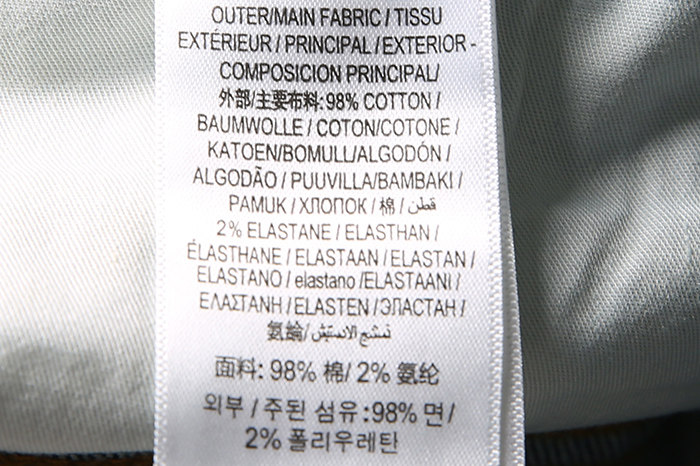 OUTER/MAIN FABRIC / TISSU
EXTÉRIEUR / PRINCIPAL / EXTERIOR -
COMPOSICION PRINCIPAL/
外部/主要布料: 98% COTTON /
BAUMWOLLE / COTON/COTONE /
KATOEN/BOMULL/ALGODÓN /
ALGODÃO / PUUVILLA/BAMBAKI /
PAMUK / ХЛОПОК / 棉 / قطن
2% ELASTANE / ELASTHAN /
ÉLASTHANE / ELASTAAN / ELASTAN /
ELASTANO / elastano /ELASTAANI /
ΕΛΑΣΤΑΝΗ / ELASTEN /ЭЛАСТАН /
氨綸/ نسيج الاستيتش
面料: 98% 棉/ 2% 氨纶
외부 / 주된 섬유 :98% 면 /
2% 폴리우레탄